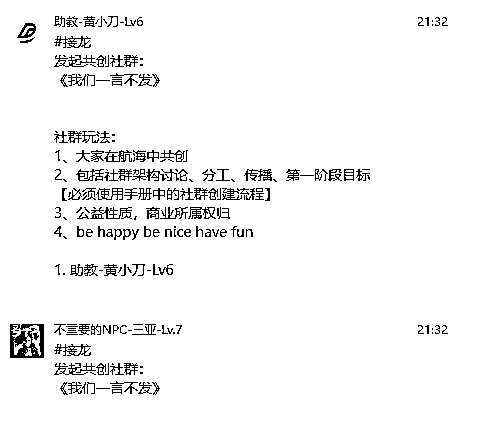 助教-黄小刀-Lv6 21:32
#接龙
发起共创社群：
《我们一言不发》
社群玩法：
1、大家在航海中共创
2、包括社群架构讨论、分工、传播、第一阶段目标
【必须使用手册中的社群创建流程】
3、公益性质，商业所属权归
4、be happy be nice have fun
1. 助教-黄小刀-Lv6
不重要的NPC-三亚-Lv.7 21:32
#接龙
发起共创社群：
《我们一言不发》